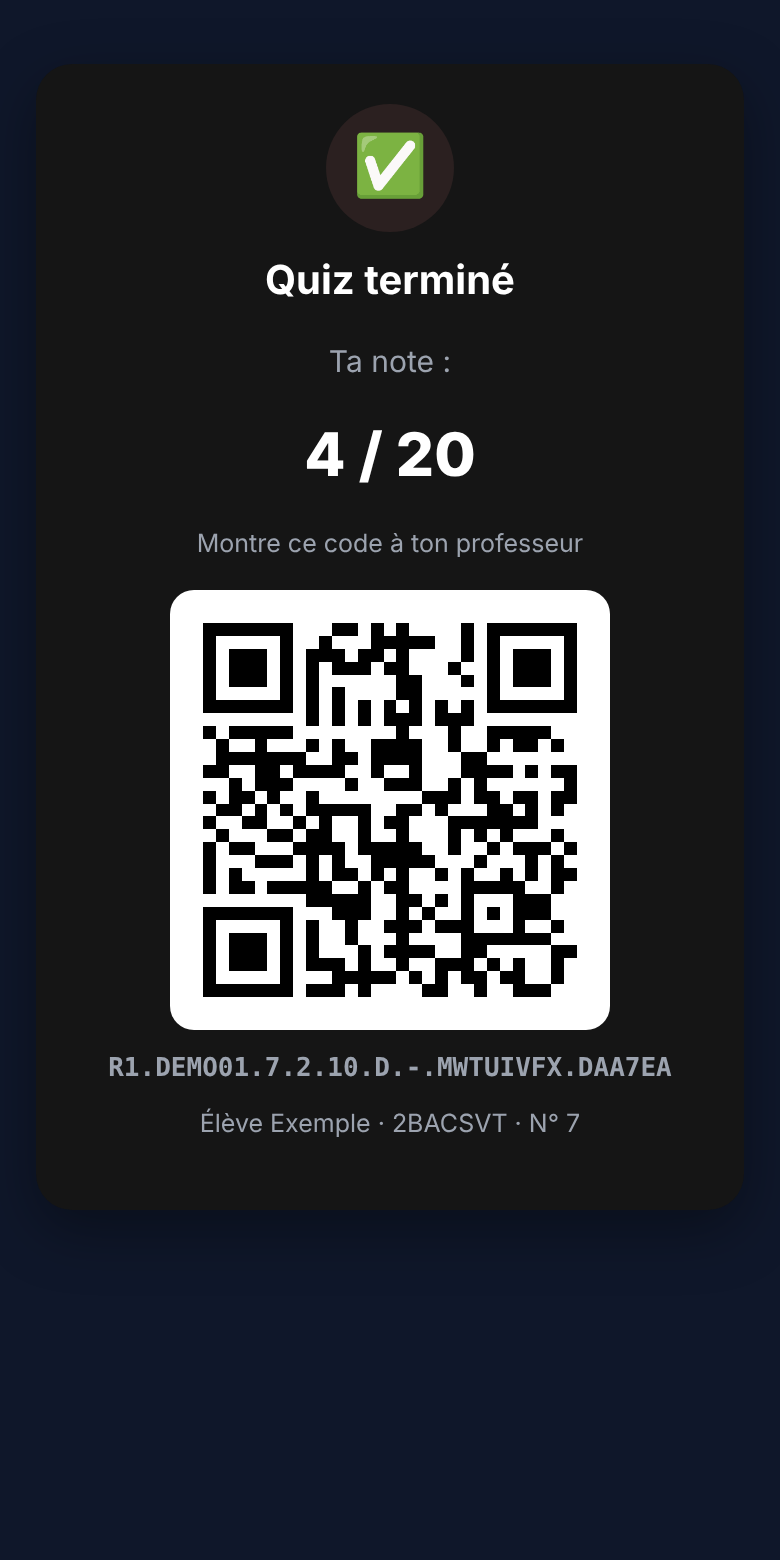 Quiz terminé
Ta note :
4 / 20
Montre ce code à ton professeur
R1.DEMO01.7.2.10.D.-.MWTUIVFX.DAA7EA
Élève Exemple · 2BACSVT · N° 7